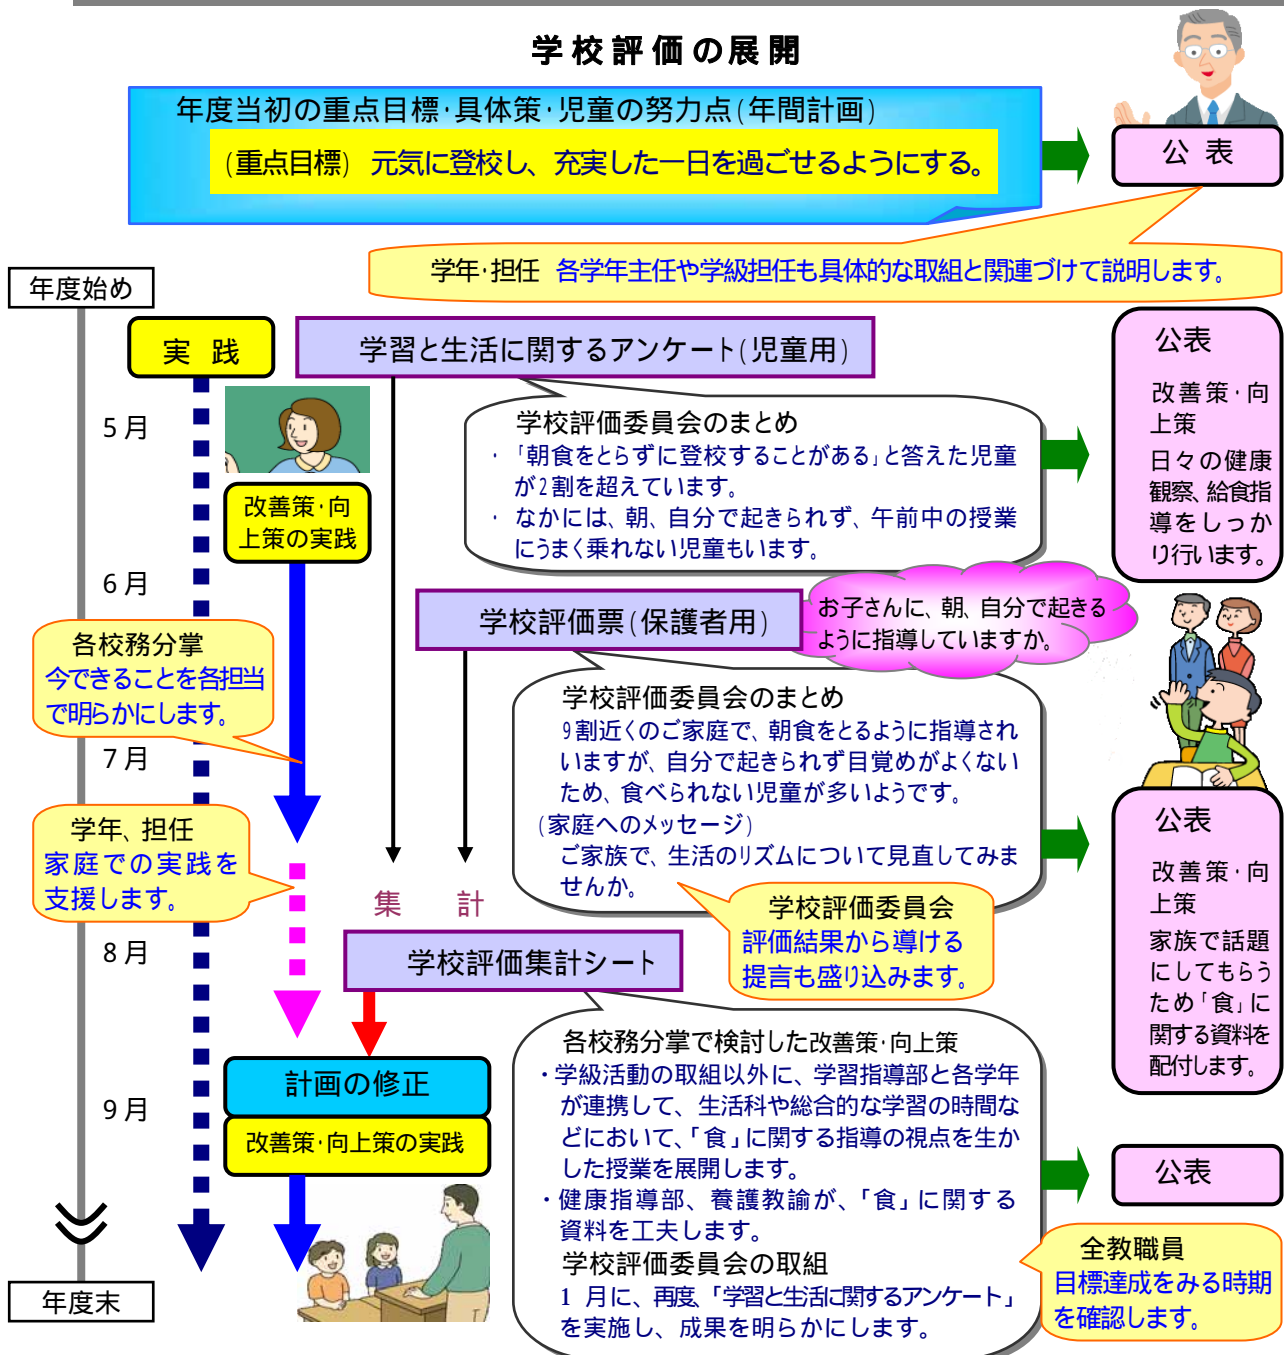 学校評価の展開
年度当初の重点目標・具体策・児童の努力点(年間計画)
(重点目標) 元気に登校し、充実した一日を過ごせるようにする。
公 表
学年・担任 各学年主任や学級担任も具体的な取組と関連づけて説明します。
年度始め
実 践
学習と生活に関するアンケート(児童用)
公表
改善策・向
上策
日々の健康
観察、給食指
導をしっか
り行います。
5月
学校評価委員会のまとめ
・「朝食をとらずに登校することがある」と答えた児童
が2割を超えています。
・ なかには、朝、自分で起きられず、午前中の授業
にうまく乗れない児童もいます。
改善策・向
上策の実践
6月
学校評価票(保護者用)
お子さんに、朝、自分で起きる
ように指導していますか。
各校務分掌
今できることを各担当
で明らかにします。
学校評価委員会のまとめ
9割近くのご家庭で、朝食をとるように指導され
いますが、自分で起きられず目覚めがよくない
ため、食べられない児童が多いようです。
(家庭へのメッセージ)
ご家族で、生活のリズムについて見直してみま
せんか。
7月
学年、担任
家庭での実践を
支援します。
公表
改善策・向
上策
家族で話題
にしてもらう
ため「食」に
関する資料を
配付します。
集 計
学校評価委員会
評価結果から導ける
提言も盛り込みます。
8月
学校評価集計シート
各校務分掌で検討した改善策・向上策
・学級活動の取組以外に、学習指導部と各学年
が連携して、生活科や総合的な学習の時間な
どにおいて、「食」に関する指導の視点を生か
した授業を展開します。
・健康指導部、養護教諭が、「食」に関する
資料を工夫します。
学校評価委員会の取組
1 月に、再度、「学習と生活に関するアンケート」
を実施し、成果を明らかにします。
計画の修正
9月
改善策・向上策の実践
公表
全教職員
目標達成をみる時期
を確認します。
年度末